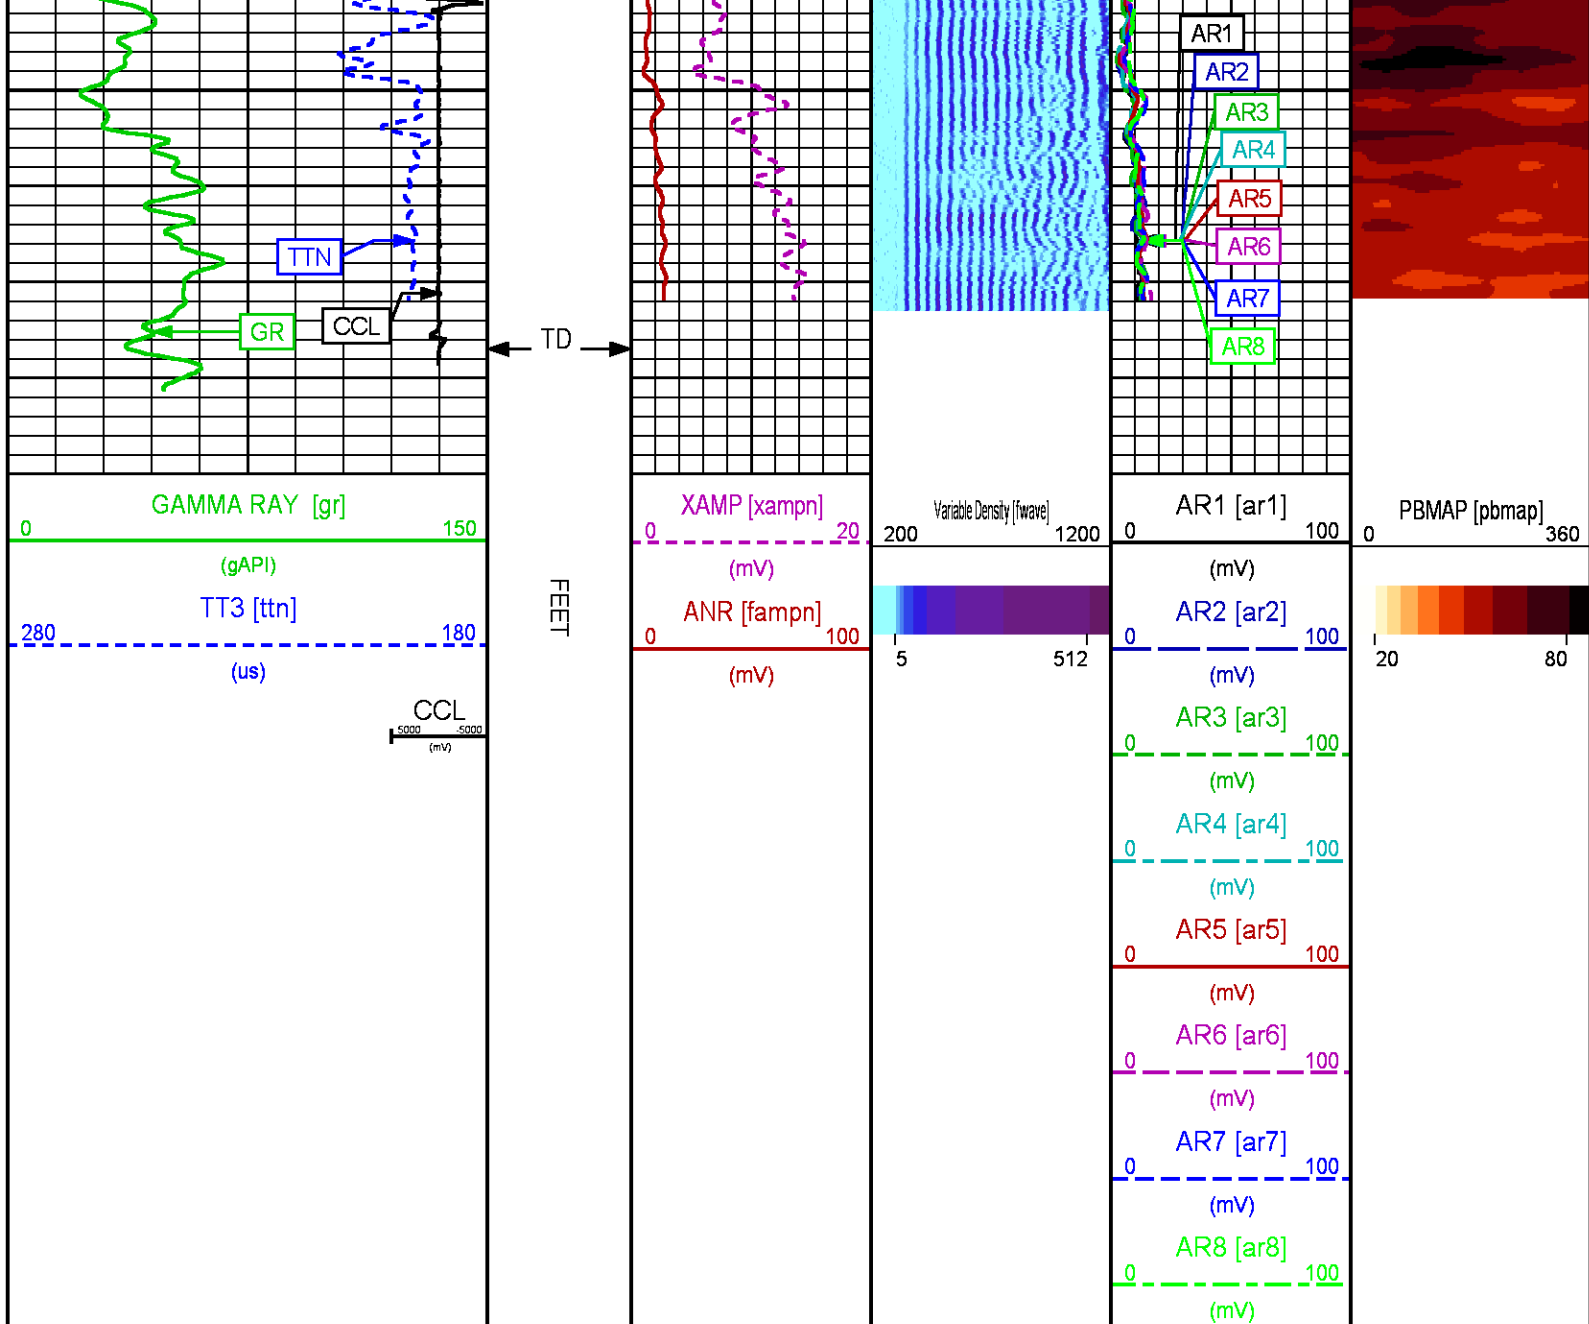 AR1
AR2
AR3
AR4
AR5
AR6
AR7
AR8
TTN
CCL
GR
TD
GAMMA RAY [gr]
0 150
(gAPI)
TT3 [ttn]
280 180
(us)
CCL
5000 -5000
(mV)
FEET
XAMP [xampn]
0 20
(mV)
ANR [fampn]
0 100
(mV)
Variable Density [fwave]
200 1200
5 512
AR1 [ar1]
0 100
(mV)
AR2 [ar2]
0 100
(mV)
AR3 [ar3]
0 100
(mV)
AR4 [ar4]
0 100
(mV)
AR5 [ar5]
0 100
(mV)
AR6 [ar6]
0 100
(mV)
AR7 [ar7]
0 100
(mV)
AR8 [ar8]
0 100
(mV)
PBMAP [pbmap]
0 360
20 80